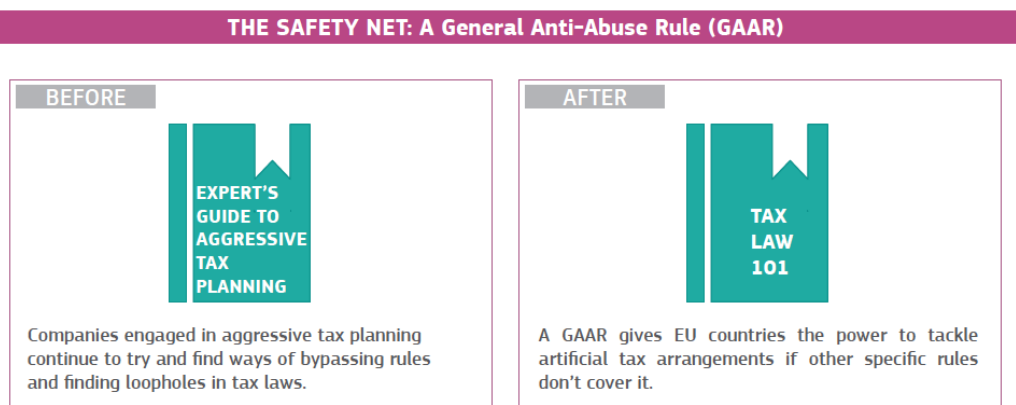 THE SAFETY NET: A General Anti-Abuse Rule (GAAR)
BEFORE
EXPERT'S
GUIDE TO
AGGRESSIVE
TAX
PLANNING
Companies engaged in aggressive tax planning
continue to try and find ways of bypassing rules
and finding loopholes in tax laws.
AFTER
TAX
LAW
101
A GAAR gives EU countries the power to tackle
artificial tax arrangements if other specific rules
don't cover it.